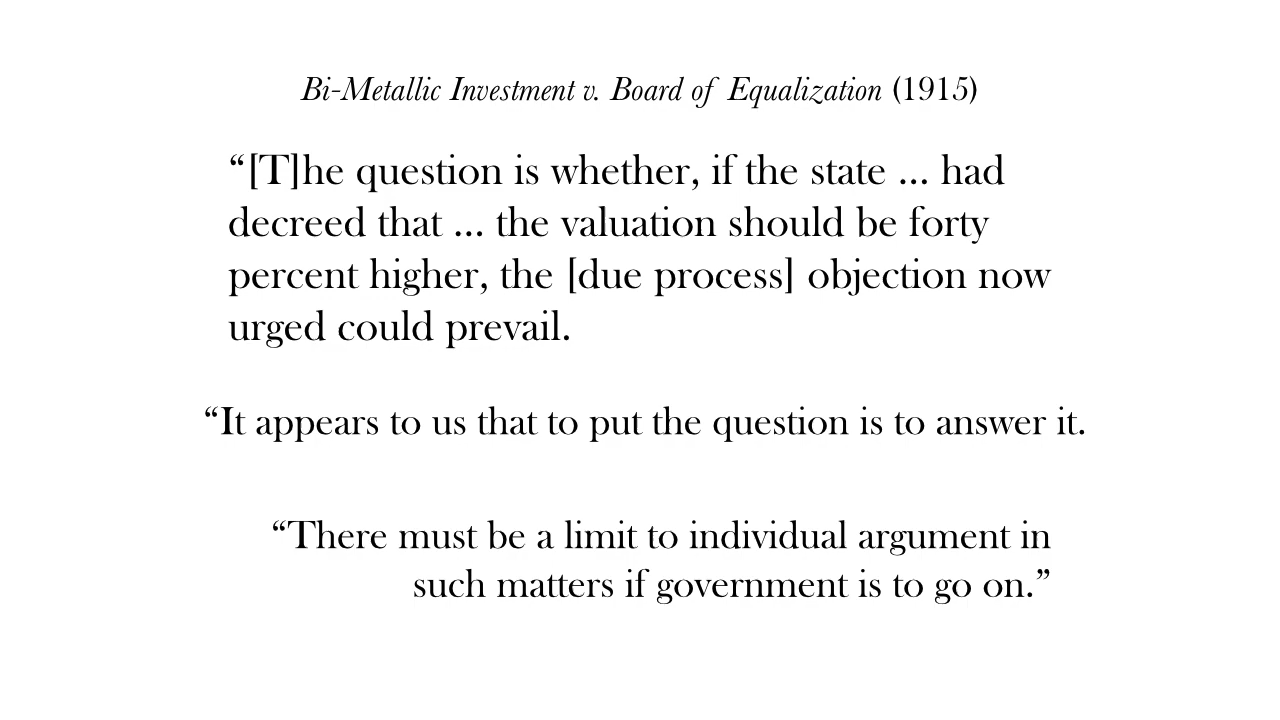 Bi-Metallic Investment v. Board of Equalization (1915)
“[T]he question is whether, if the state ... had
decreed that ... the valuation should be forty
percent higher, the [due process] objection now
urged could prevail.
“It appears to us that to put the question is to answer it.
“There must be a limit to individual argument in
such matters if government is to go on.”